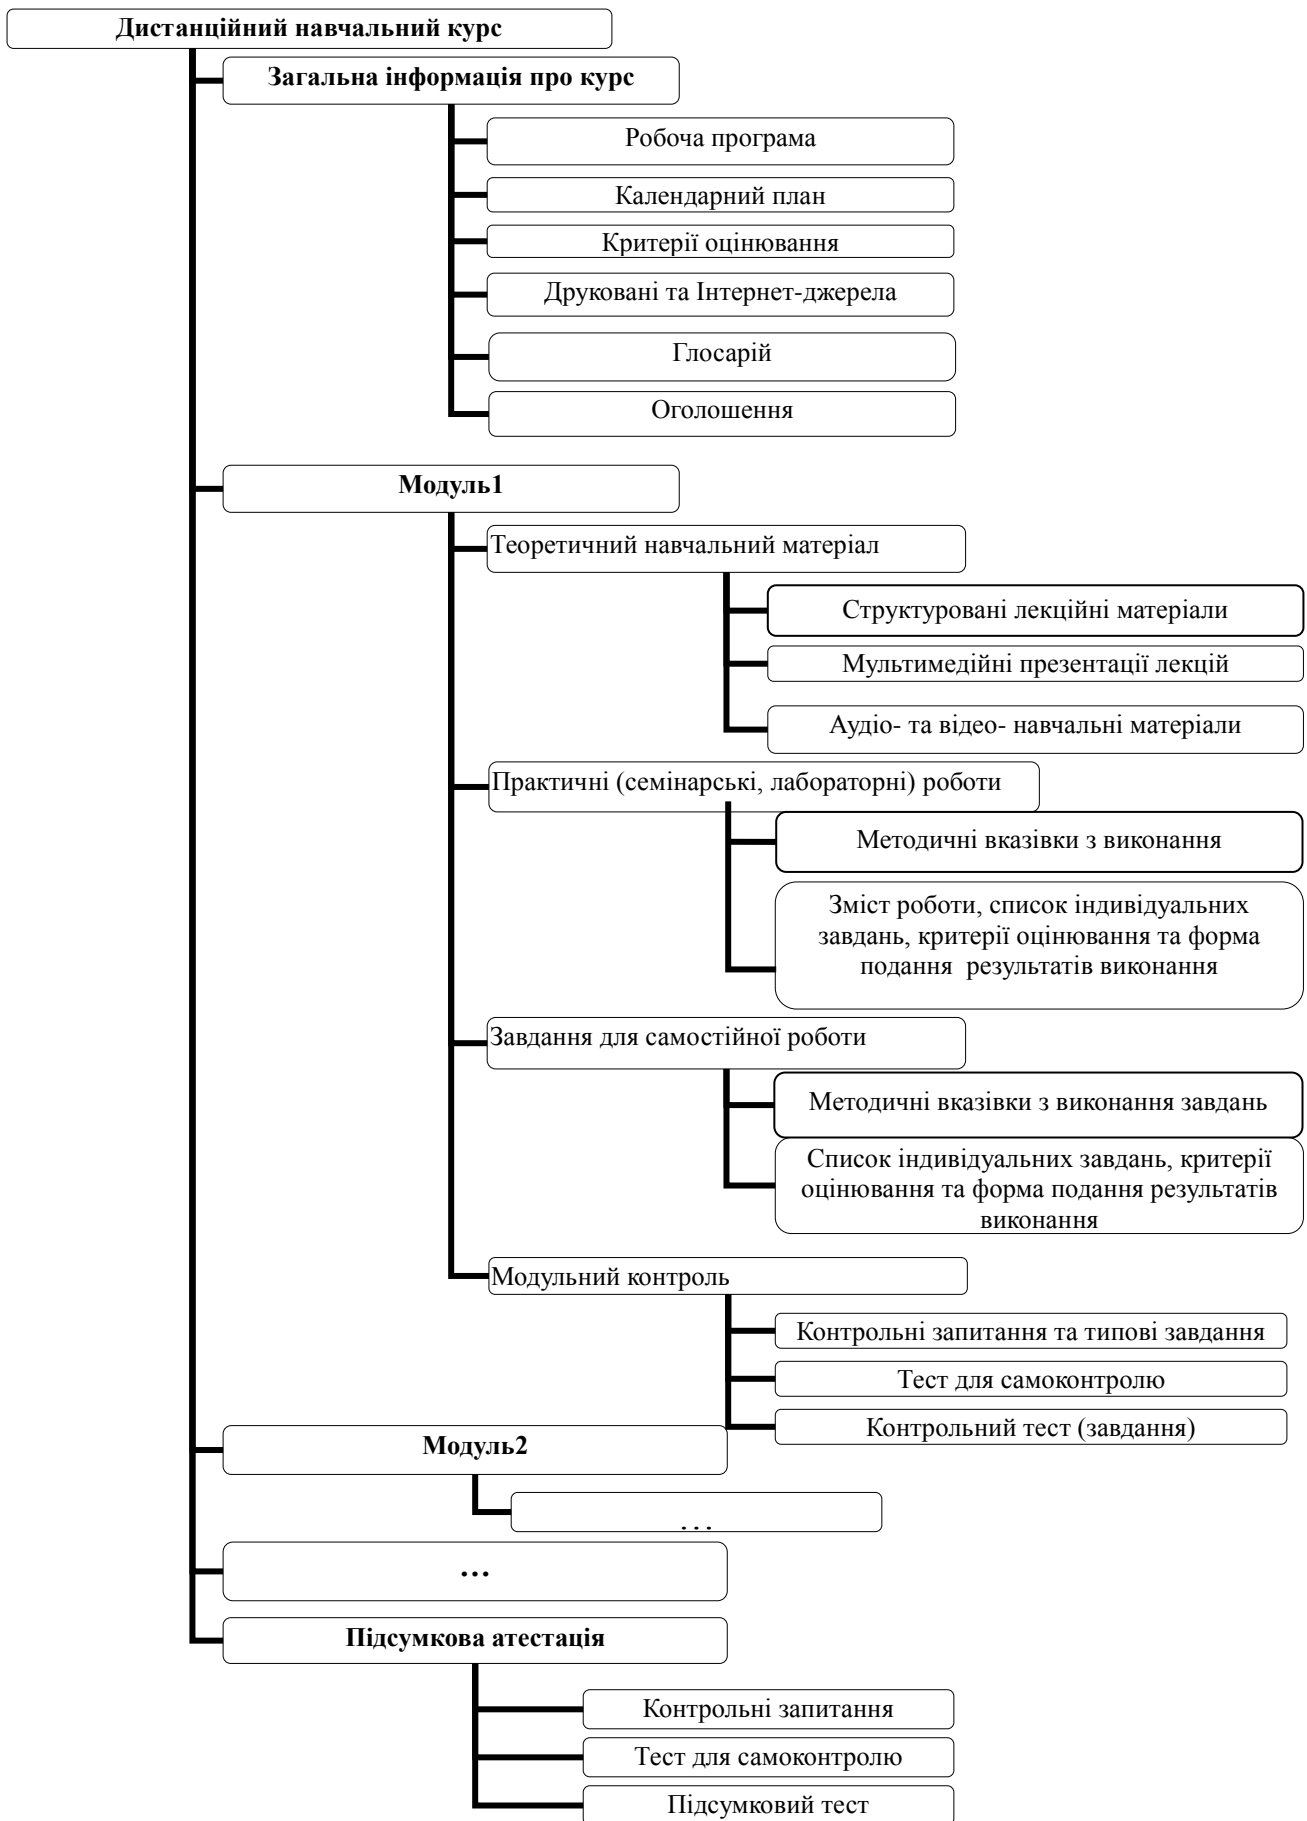 Дистанційний навчальний курс
Загальна інформація про курс
Робоча програма
Календарний план
Критерії оцінювання
Друковані та Інтернет-джерела
Глосарій
Оголошення
Модуль1
Теоретичний навчальний матеріал
Структуровані лекційні матеріали
Мультимедійні презентації лекцій
Аудіо- та відео- навчальні матеріали
Практичні (семінарські, лабораторні) роботи
Методичні вказівки з виконання
Зміст роботи, список індивідуальних
завдань, критерії оцінювання та форма
подання  результатів виконання
Завдання для самостійної роботи
Методичні вказівки з виконання завдань
Список індивідуальних завдань, критерії
оцінювання та форма подання результатів
виконання
Модульний контроль
Контрольні запитання та типові завдання
Тест для самоконтролю
Контрольний тест (завдання)
Модуль2
...
...
Підсумкова атестація
Контрольні запитання
Тест для самоконтролю
Підсумковий тест